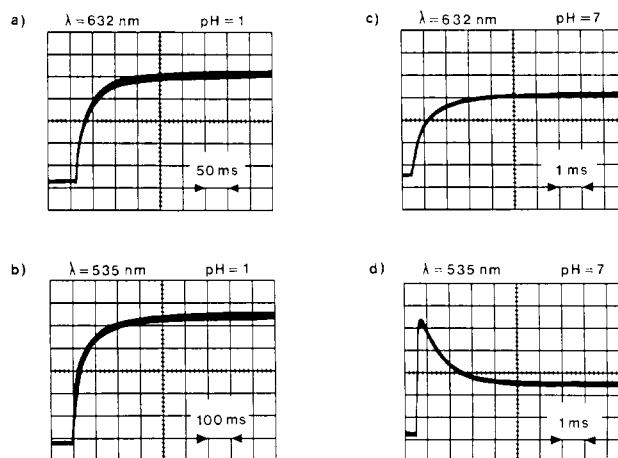 a) λ = 632 nm pH = 1
50 ms
b) λ = 535 nm pH = 1
100 ms
c) λ = 632 nm pH = 7
1 ms
d) λ = 535 nm pH = 7
1 ms